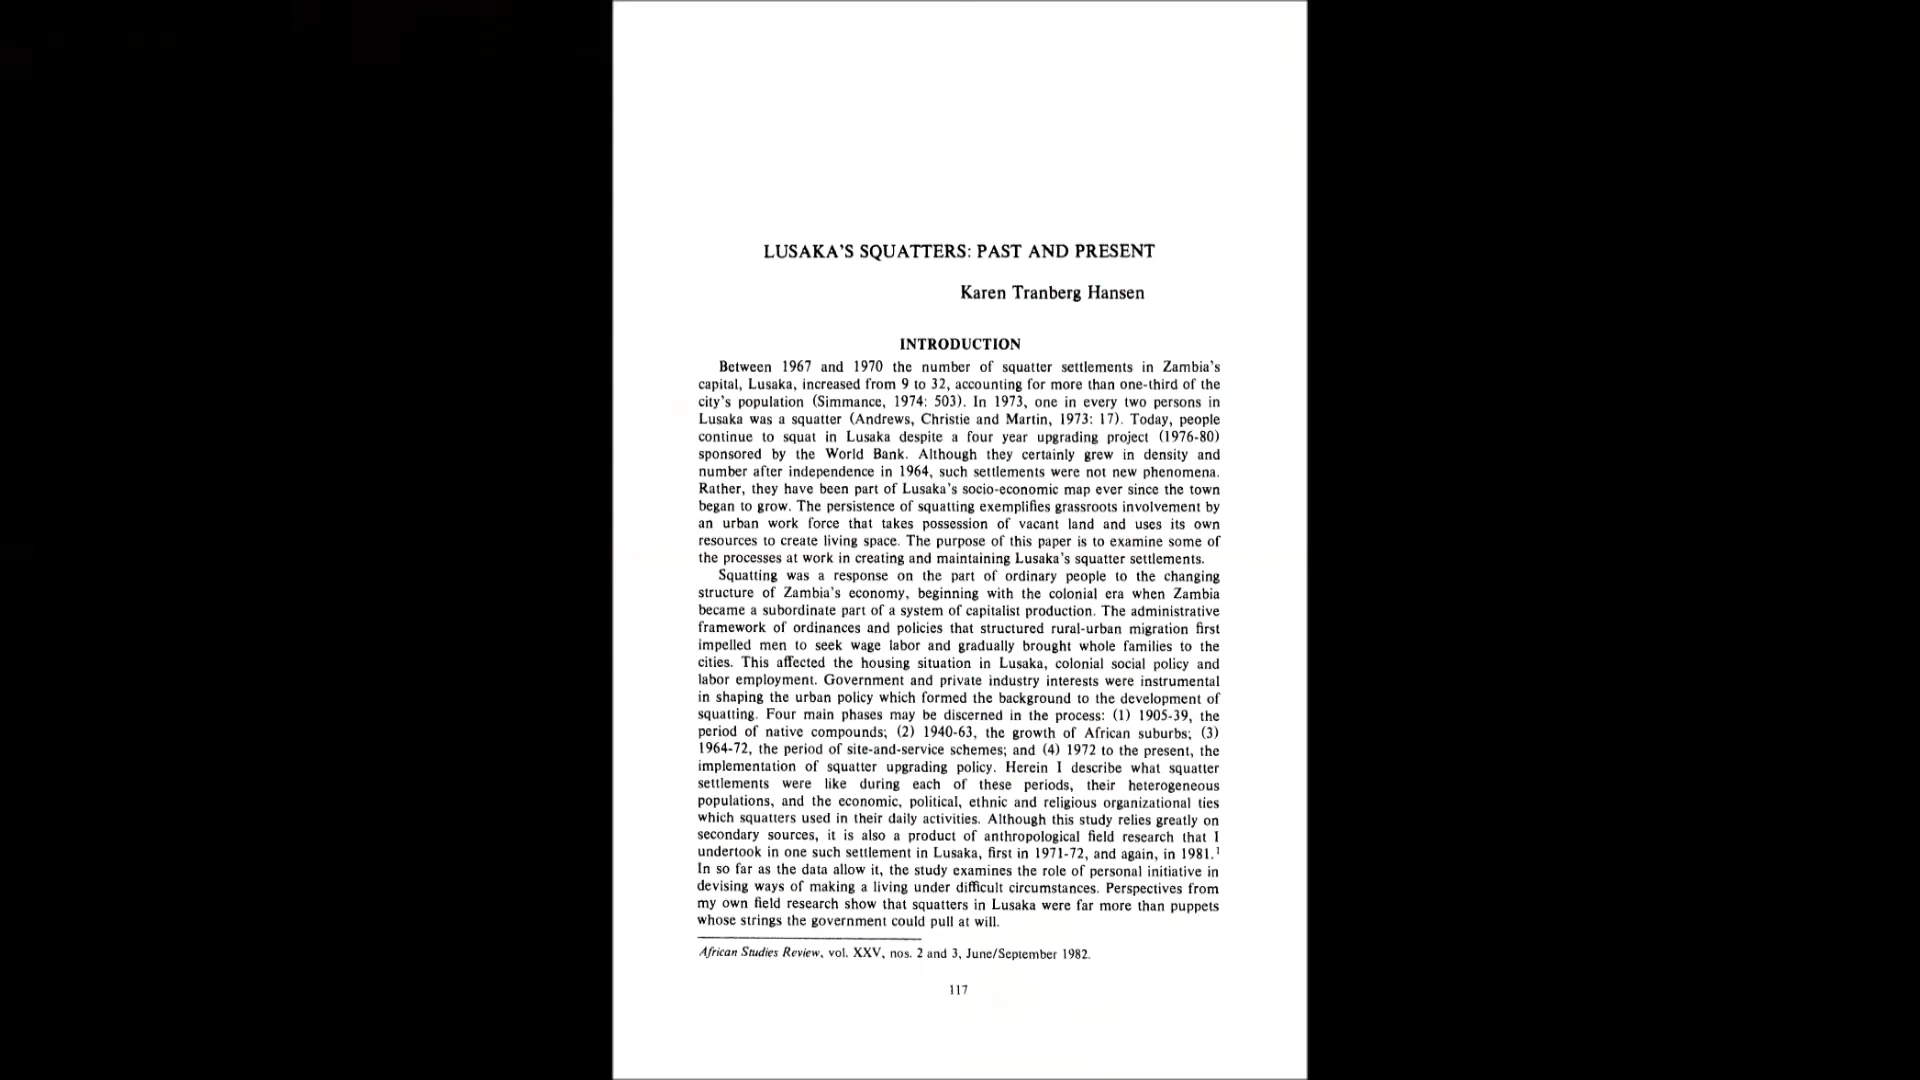 LUSAKA'S SQUATTERS: PAST AND PRESENT
Karen Tranberg Hansen
INTRODUCTION
Between 1967 and 1970 the number of squatter settlements in Zambia's
capital, Lusaka, increased from 9 to 32, accounting for more than one-third of the
city's population (Simmance, 1974: 503). In 1973, one in every two persons in
Lusaka was a squatter (Andrews, Christie and Martin, 1973: 17). Today, people
continue to squat in Lusaka despite a four year upgrading project (1976-80)
sponsored by the World Bank. Although they certainly grew in density and
number after independence in 1964, such settlements were not new phenomena.
Rather, they have been part of Lusaka's socio-economic map ever since the town
began to grow. The persistence of squatting exemplifies grassroots involvement by
an urban work force that takes possession of vacant land and uses its own
resources to create living space. The purpose of this paper is to examine some of
the processes at work in creating and maintaining Lusaka's squatter settlements.
Squatting was a response on the part of ordinary people to the changing
structure of Zambia's economy, beginning with the colonial era when Zambia
became a subordinate part of a system of capitalist production. The administrative
framework of ordinances and policies that structured rural-urban migration first
impelled men to seek wage labor and gradually brought whole families to the
cities. This affected the housing situation in Lusaka, colonial social policy and
labor employment. Government and private industry interests were instrumental
in shaping the urban policy which formed the background to the development of
squatting. Four main phases may be discerned in the process: (1) 1905-39, the
period of native compounds; (2) 1940-63, the growth of African suburbs; (3)
1964-72, the period of site-and-service schemes; and (4) 1972 to the present, the
implementation of squatter upgrading policy. Herein I describe what squatter
settlements were like during each of these periods, their heterogeneous
populations, and the economic, political, ethnic and religious organizational ties
which squatters used in their daily activities. Although this study relies greatly on
secondary sources, it is also a product of anthropological field research that I
undertook in one such settlement in Lusaka, first in 1971-72, and again, in 1981.¹
In so far as the data allow it, the study examines the role of personal initiative in
devising ways of making a living under difficult circumstances. Perspectives from
my own field research show that squatters in Lusaka were far more than puppets
whose strings the government could pull at will.
African Studies Review, vol. XXV, nos. 2 and 3, June/September 1982.
117